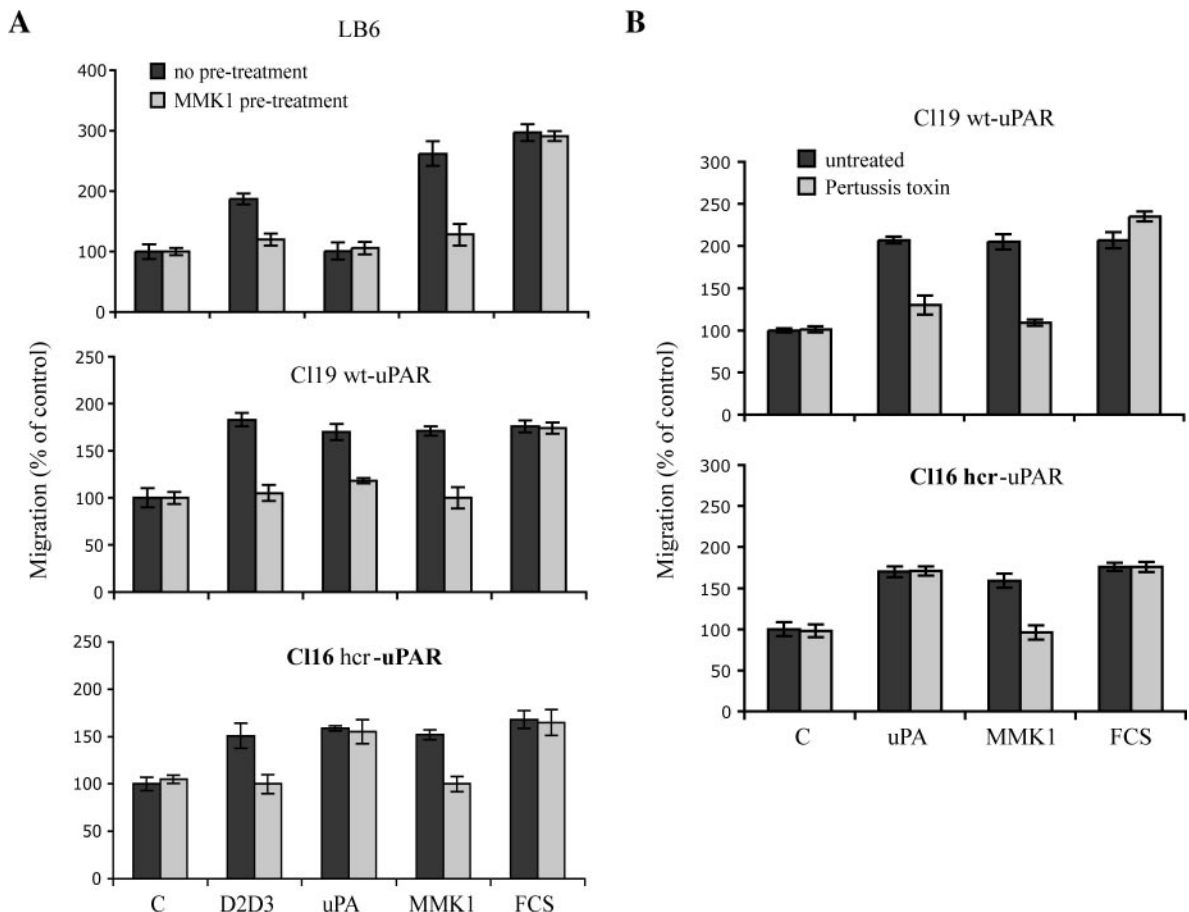 A
LB6
no pre-treatment
MMK1 pre-treatment
400
300
200
100
0
Cl19 wt-uPAR
250
200
150
100
50
0
Cl16 hcr-uPAR
250
200
150
100
50
0
C D2D3 uPA MMK1 FCS
Migration (% of control)
B
Cl19 wt-uPAR
untreated
Pertussis toxin
300
250
200
150
100
50
0
Cl16 hcr-uPAR
300
250
200
150
100
50
0
C uPA MMK1 FCS
Migration (% of control)